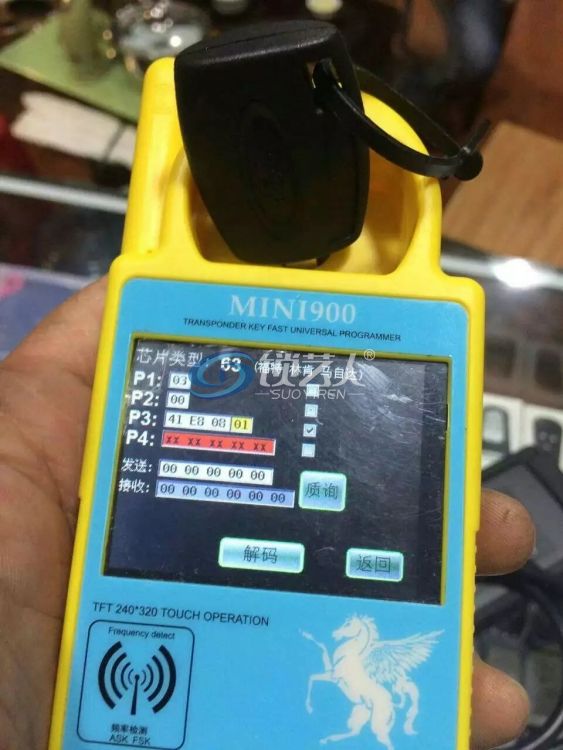 MINI900
TRANSPONDER KEY FAST UNIVERSAL PROGRAMMER
芯片类型: 63 (福特 林肯 马自达)
锁艺人®
SUOYIREN
P1: 03
P2: 00
P3: 41 E8 08 01
P4: XX XX XX XX XX
发送: 00 00 00 00 00
接收: 00 00 00 00 00 00
质询
解码
返回
TFT 240*320 TOUCH OPERATION
Frequency detect
频率检测
ASK FSK